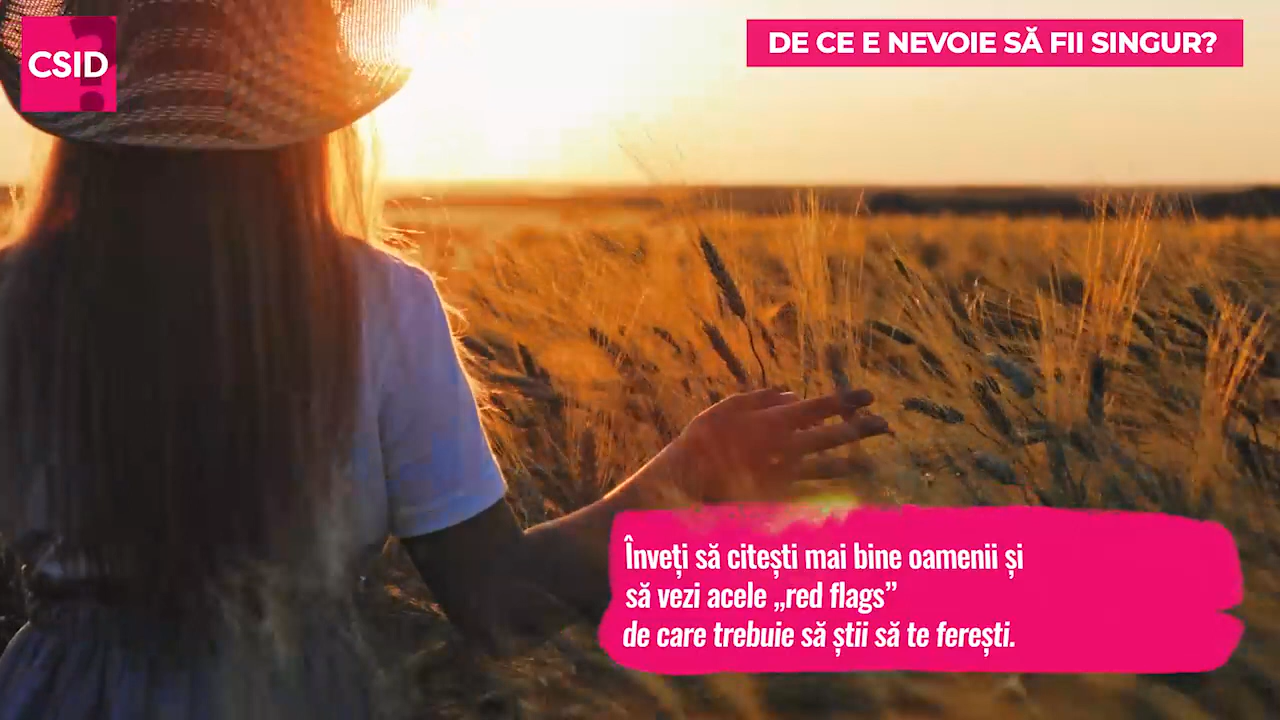 CSID
DE CE E NEVOIE SĂ FII SINGUR?
Înveți să citești mai bine oamenii și
să vezi acele „red flags”
de care trebuie să știi să te ferești.